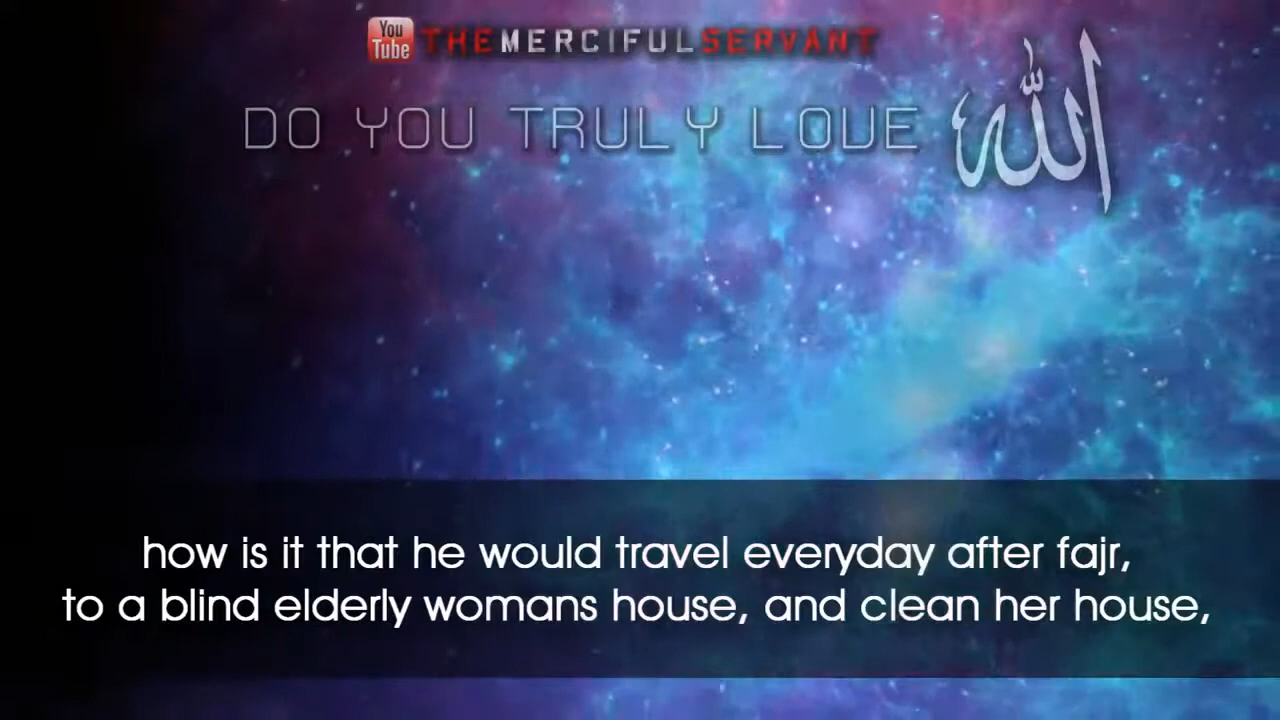 You
Tube
THEMERCIFULSERVANT
DO YOU TRULY LOVE الله
how is it that he would travel everyday after fajr,
to a blind elderly womans house, and clean her house,